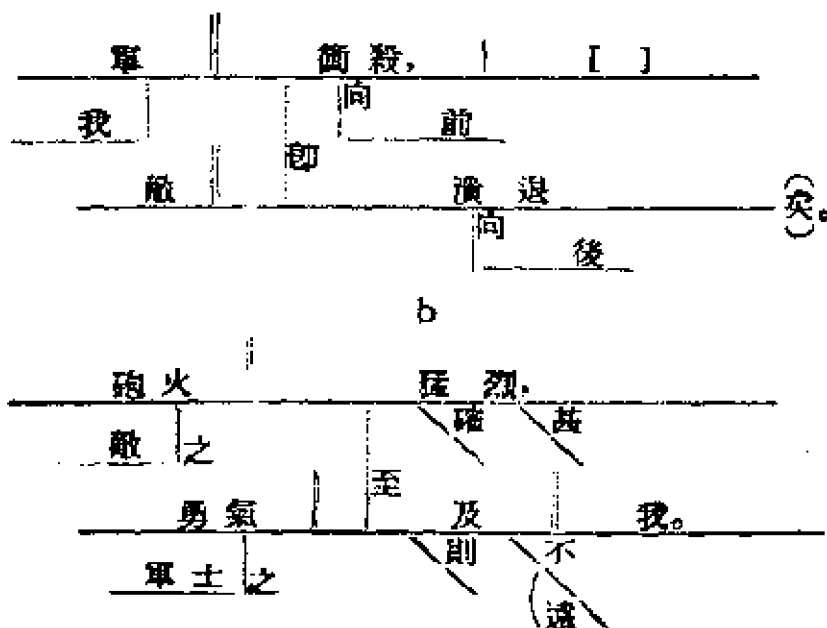 軍 衝殺, [ ]
向
我 前
卽
敵 潰退 (矣)。
向
後
b
砲火 猛烈,
確 甚
敵 之
至
勇氣 及 我。
則 不
軍士 之
遠